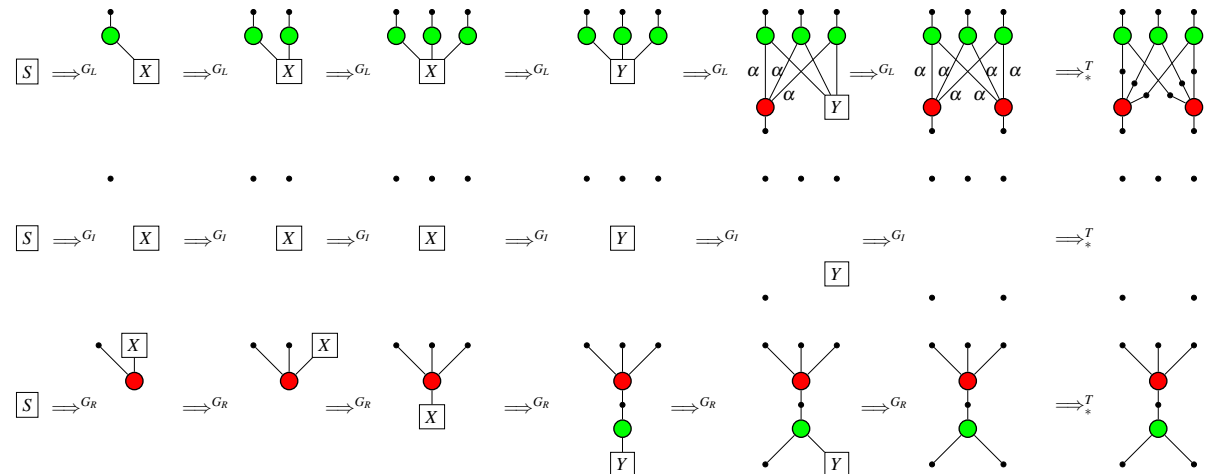 S ⟹^{G_L} X ⟹^{G_L} X ⟹^{G_L} X ⟹^{G_L} Y ⟹^{G_L} α α ⟹^{G_L} α α α α ⟹^T_*
α Y α α
S ⟹^{G_I} X ⟹^{G_I} X ⟹^{G_I} X ⟹^{G_I} Y ⟹^{G_I} ⟹^{G_I} ⟹^T_*
Y
X X
S ⟹^{G_R} ⟹^{G_R} ⟹^{G_R} X ⟹^{G_R} ⟹^{G_R} ⟹^{G_R} ⟹^T_*
Y Y